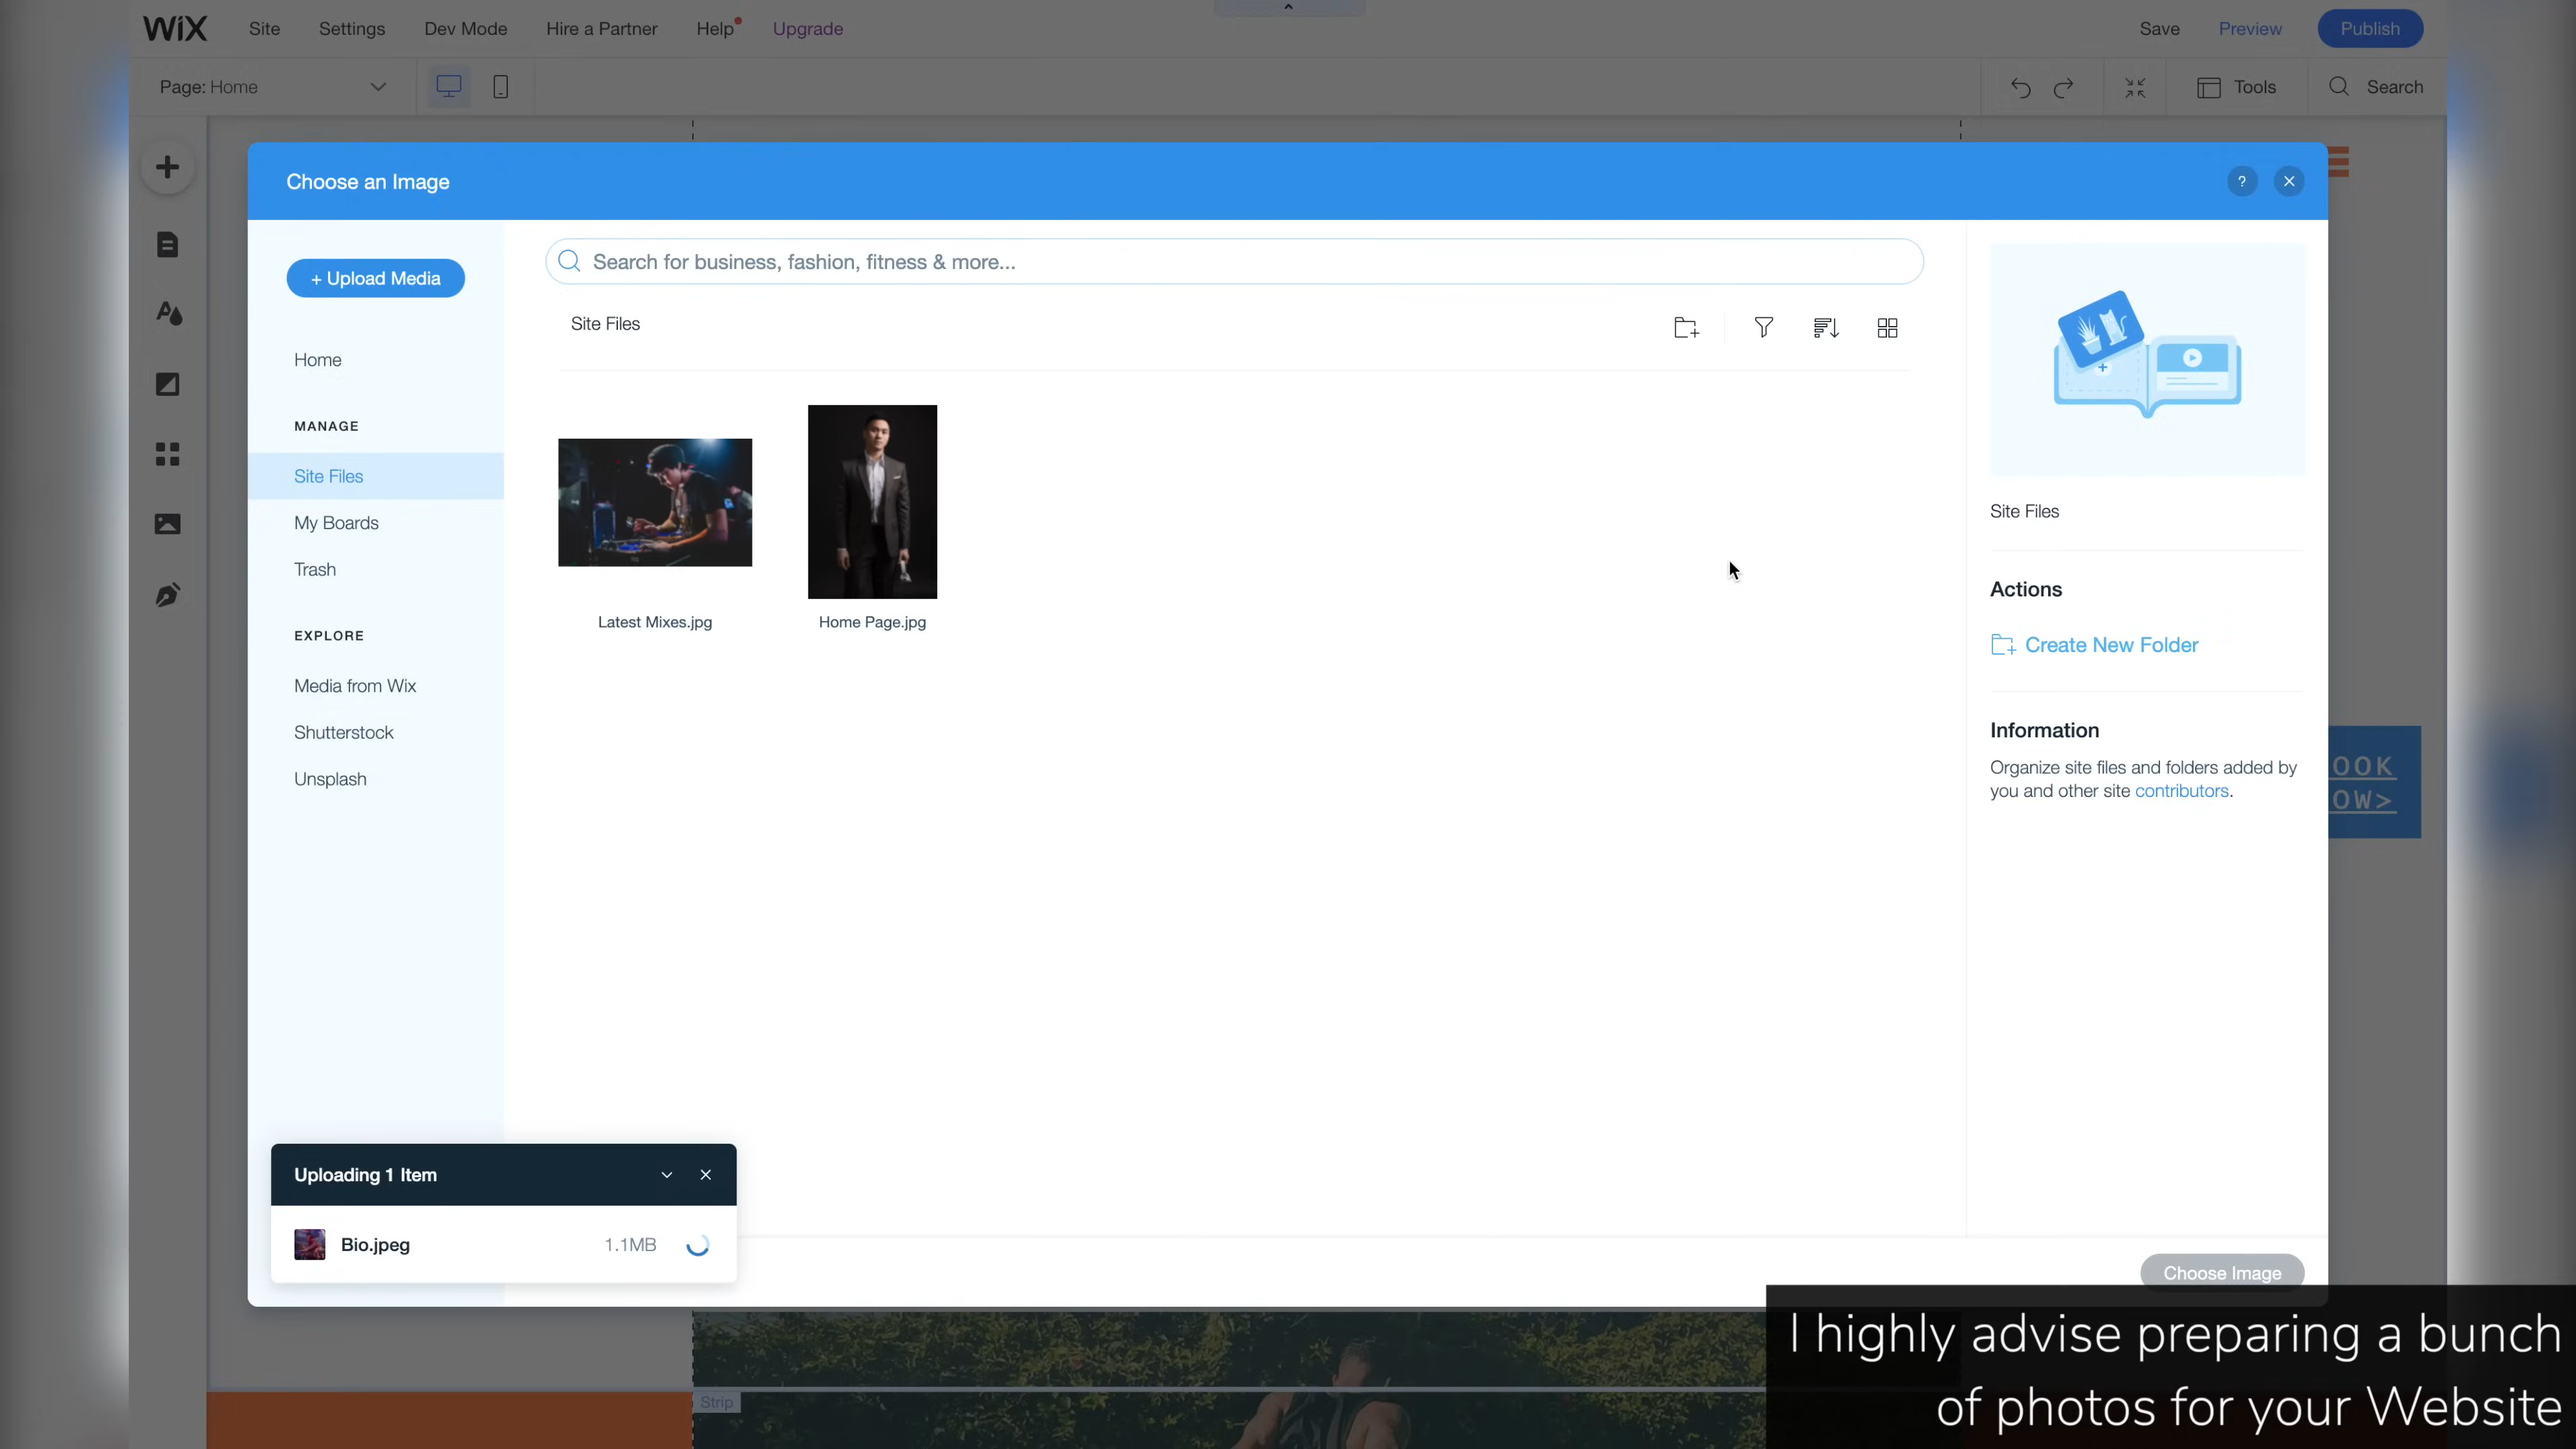 WiX Site Settings Dev Mode Hire a Partner Help Upgrade Save Preview Publish
Page: Home Tools Search
Choose an Image ?
+ Upload Media
Search for business, fashion, fitness & more...
Site Files
Home
MANAGE
Site Files
My Boards
Trash
EXPLORE
Media from Wix
Shutterstock
Unsplash
Latest Mixes.jpg Home Page.jpg
Site Files
Actions
Create New Folder
Information
Organize site files and folders added by
you and other site contributors.
OOK
OW>
Uploading 1 Item
Bio.jpeg 1.1MB
Choose Image
Strip
I highly advise preparing a bunch
of photos for your Website